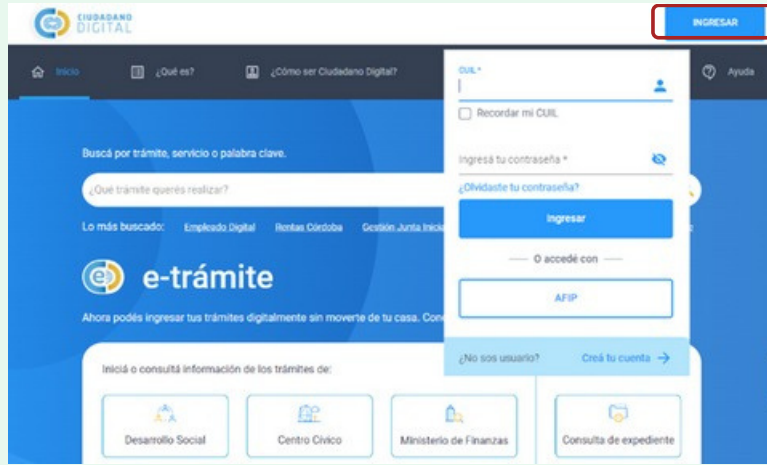 CIUDADANO
DIGITAL
INGRESAR
Inicio
¿Qué es?
¿Cómo ser Ciudadano Digital?
Ayuda
CUIL*
Recordar mi CUIL
Ingresá tu contraseña *
¿Olvidaste tu contraseña?
Ingresar
O accedé con
AFIP
¿No sos usuario?
Creá tu cuenta
Buscá por trámite, servicio o palabra clave.
¿Qué trámite querés realizar?
Lo más buscado: Empleado Digital Rentas Córdoba Gestión Junta Inicia
e-trámite
Ahora podés ingresar tus trámites digitalmente sin moverte de tu casa. Con
Iniciá o consultá información de los trámites de:
Desarrollo Social
Centro Cívico
Ministerio de Finanzas
Consulta de expediente